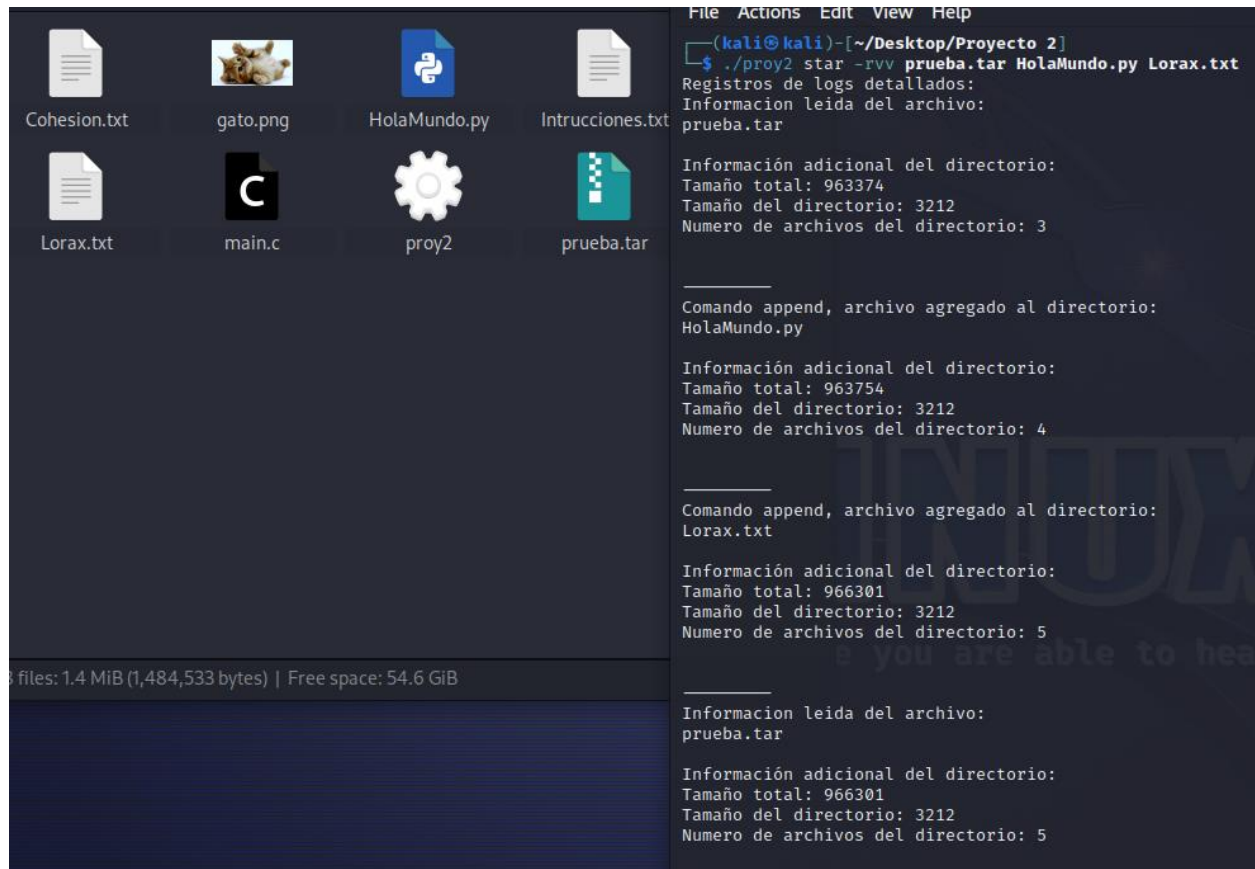 Cohesion.txt
gato.png
HolaMundo.py
Intrucciones.txt
Lorax.txt
C
main.c
proy2
prueba.tar
files: 1.4 MiB (1,484,533 bytes) | Free space: 54.6 GiB
File Actions Edit View Help
(kali㉿kali)-[~/Desktop/Proyecto 2]
$ ./proy2 star -rvv prueba.tar HolaMundo.py Lorax.txt
Registros de logs detallados:
Informacion leida del archivo:
prueba.tar
Información adicional del directorio:
Tamaño total: 963374
Tamaño del directorio: 3212
Numero de archivos del directorio: 3
Comando append, archivo agregado al directorio:
HolaMundo.py
Información adicional del directorio:
Tamaño total: 963754
Tamaño del directorio: 3212
Numero de archivos del directorio: 4
Comando append, archivo agregado al directorio:
Lorax.txt
Información adicional del directorio:
Tamaño total: 966301
Tamaño del directorio: 3212
Numero de archivos del directorio: 5
you are able to hea
Informacion leida del archivo:
prueba.tar
Información adicional del directorio:
Tamaño total: 966301
Tamaño del directorio: 3212
Numero de archivos del directorio: 5